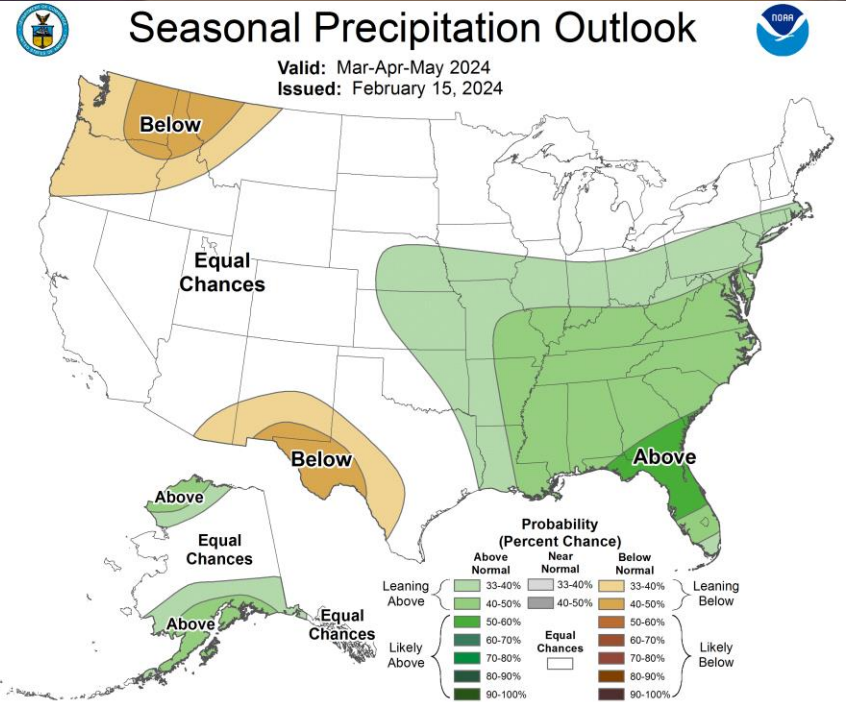 NOAA
Seasonal Precipitation Outlook
Valid: Mar-Apr-May 2024
Issued: February 15, 2024
Below
Equal
Chances
Below
Above
Above
Equal
Chances
Above
Equal
Chances
Probability
(Percent Chance)
Above
Normal
Near
Normal
Below
Normal
Leaning
Above
33-40%
33-40%
33-40%
Leaning
Below
40-50%
40-50%
40-50%
Likely
Above
50-60%
Equal
Chances
50-60%
Likely
Below
60-70%
60-70%
70-80%
70-80%
80-90%
80-90%
90-100%
90-100%